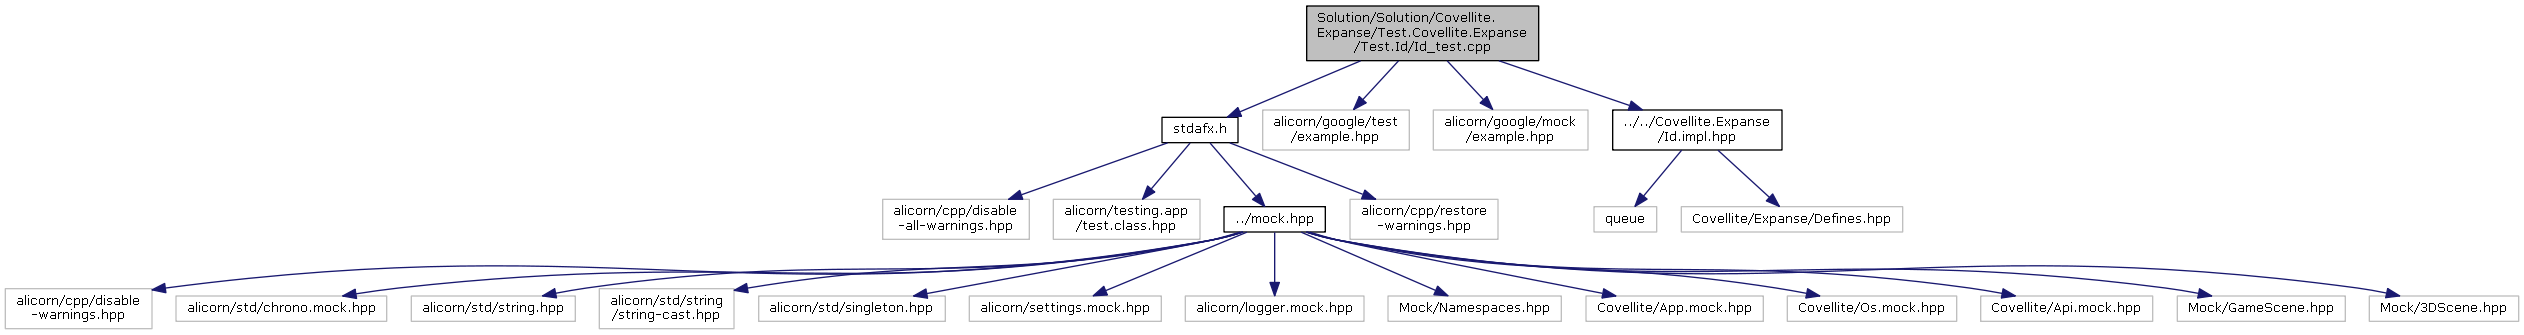 Solution/Solution/Covellite.
Expanse/Test.Covellite.Expanse
/Test.Id/Id_test.cpp
stdafx.h
alicorn/google/test
/example.hpp
alicorn/google/mock
/example.hpp
../../Covellite.Expanse
/Id.impl.hpp
alicorn/cpp/disable
-all-warnings.hpp
alicorn/testing.app
/test.class.hpp
../mock.hpp
alicorn/cpp/restore
-warnings.hpp
queue
Covellite/Expanse/Defines.hpp
alicorn/cpp/disable
-warnings.hpp
alicorn/std/chrono.mock.hpp
alicorn/std/string.hpp
alicorn/std/string
/string-cast.hpp
alicorn/std/singleton.hpp
alicorn/settings.mock.hpp
alicorn/logger.mock.hpp
Mock/Namespaces.hpp
Covellite/App.mock.hpp
Covellite/Os.mock.hpp
Covellite/Api.mock.hpp
Mock/GameScene.hpp
Mock/3DScene.hpp